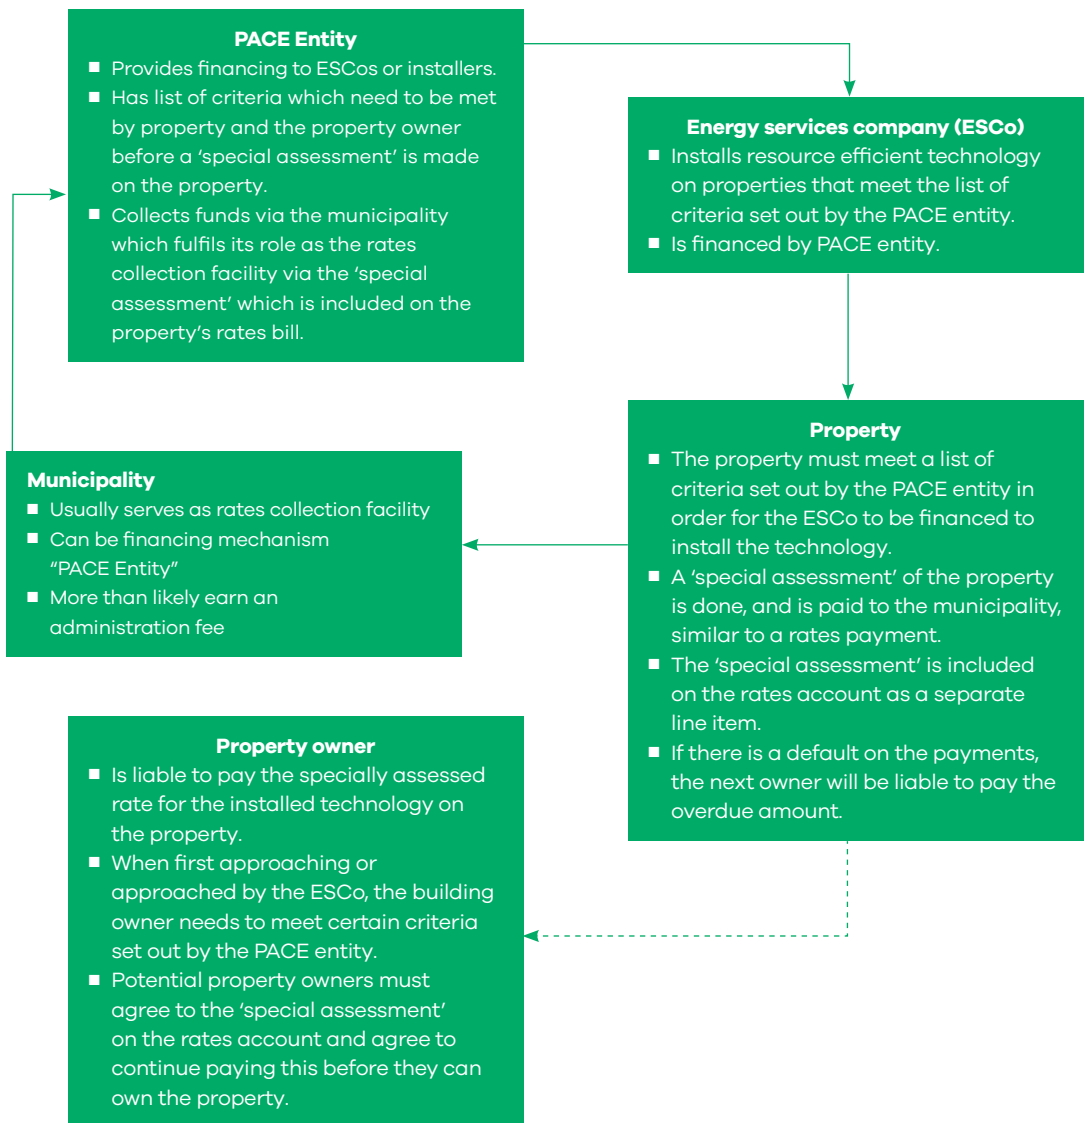 PACE Entity
■ Provides financing to ESCos or installers.
■ Has list of criteria which need to be met
by property and the property owner
before a ‘special assessment’ is made
on the property.
■ Collects funds via the municipality
which fulfils its role as the rates
collection facility via the ‘special
assessment’ which is included on the
property’s rates bill.
Energy services company (ESCo)
■ Installs resource efficient technology
on properties that meet the list of
criteria set out by the PACE entity.
■ Is financed by PACE entity.
Property
■ The property must meet a list of
criteria set out by the PACE entity in
order for the ESCo to be financed to
install the technology.
■ A ‘special assessment’ of the property
is done, and is paid to the municipality,
similar to a rates payment.
■ The ‘special assessment’ is included
on the rates account as a separate
line item.
■ If there is a default on the payments,
the next owner will be liable to pay the
overdue amount.
Municipality
■ Usually serves as rates collection facility
■ Can be financing mechanism
“PACE Entity”
■ More than likely earn an
administration fee
Property owner
■ Is liable to pay the specially assessed
rate for the installed technology on
the property.
■ When first approaching or
approached by the ESCo, the building
owner needs to meet certain criteria
set out by the PACE entity.
■ Potential property owners must
agree to the ‘special assessment’
on the rates account and agree to
continue paying this before they can
own the property.